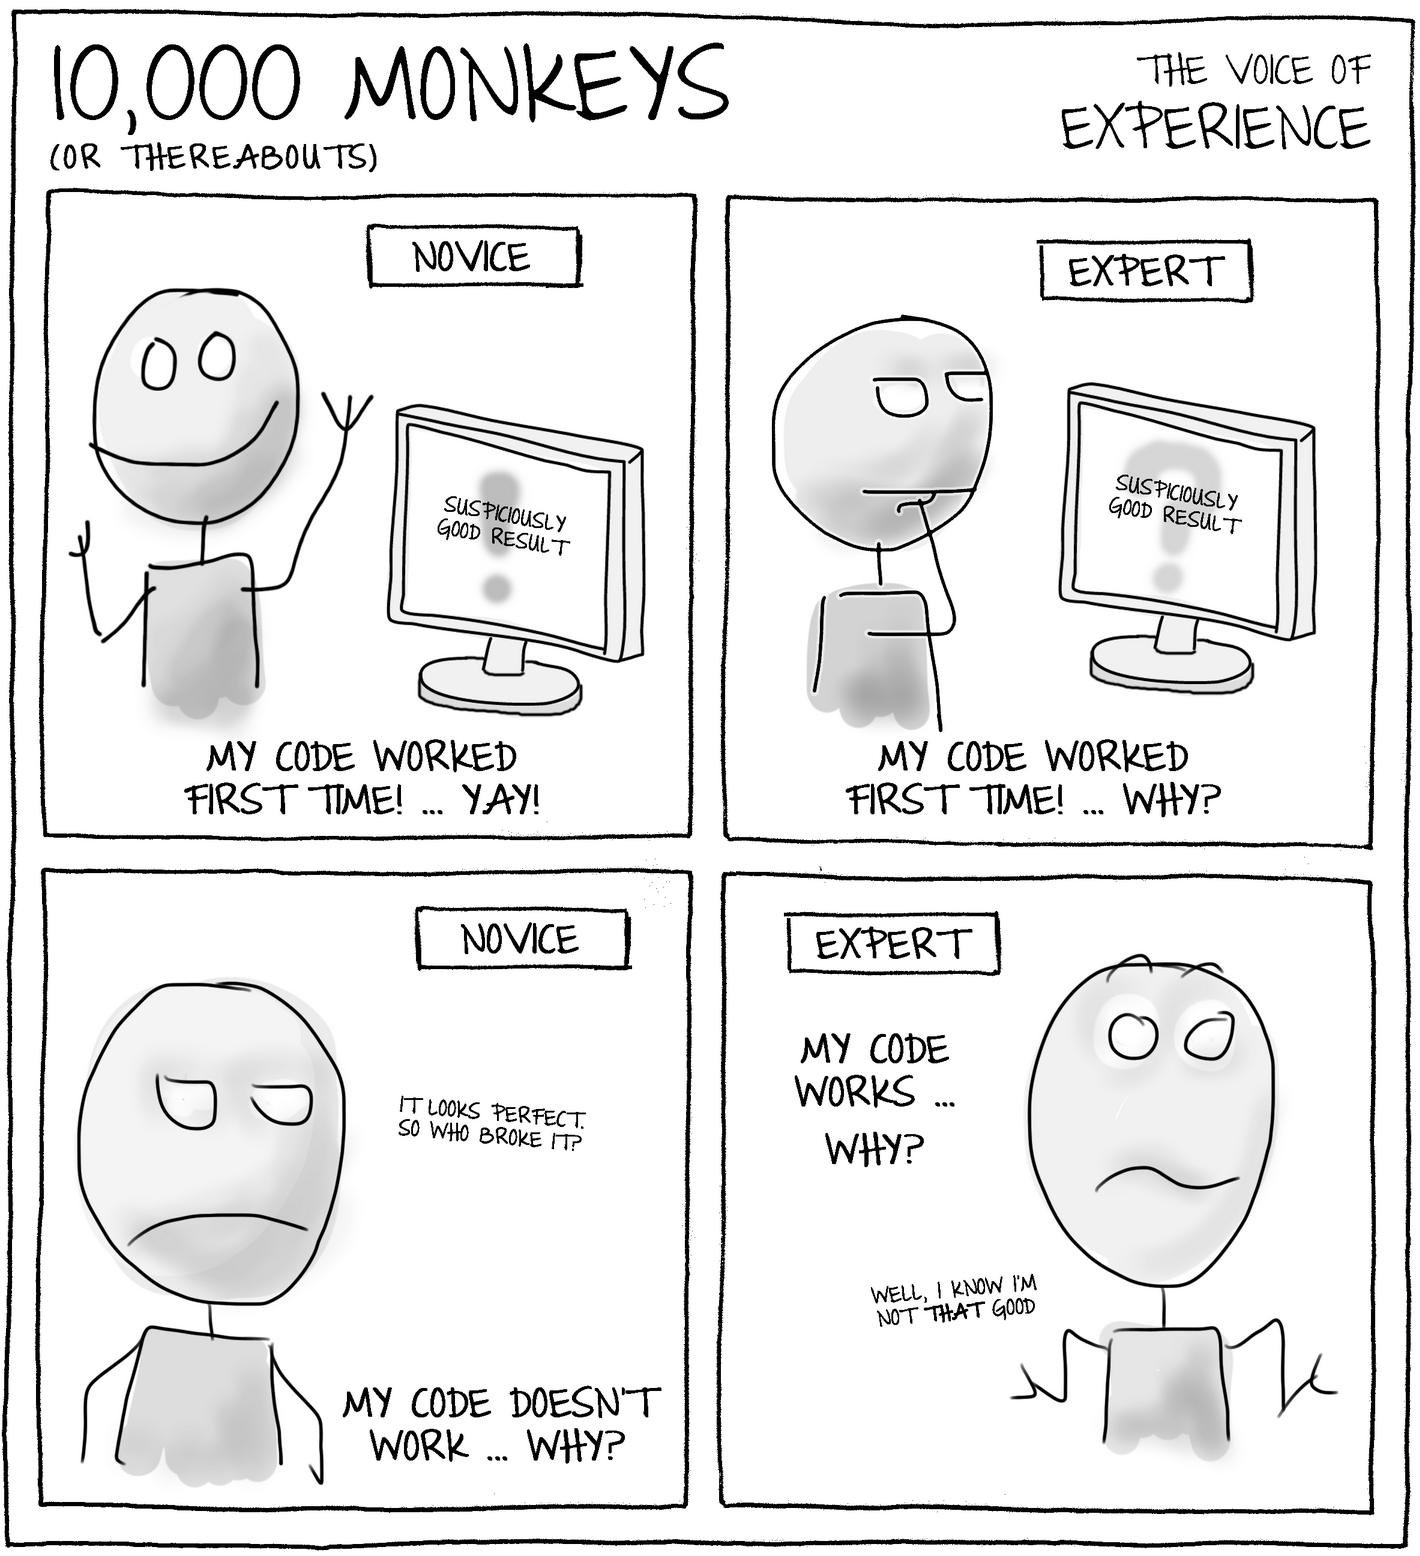 10,000 MONKEYS
(OR THEREABOUTS)
THE VOICE OF
EXPERIENCE
NOVICE
SUSPICIOUSLY
GOOD RESULT
MY CODE WORKED
FIRST TIME! ... YAY!
EXPERT
SUSPICIOUSLY
GOOD RESULT
MY CODE WORKED
FIRST TIME! ... WHY?
NOVICE
IT LOOKS PERFECT.
SO WHO BROKE IT?
MY CODE DOESN'T
WORK ... WHY?
EXPERT
MY CODE
WORKS ...
WHY?
WELL, I KNOW I'M
NOT THAT GOOD